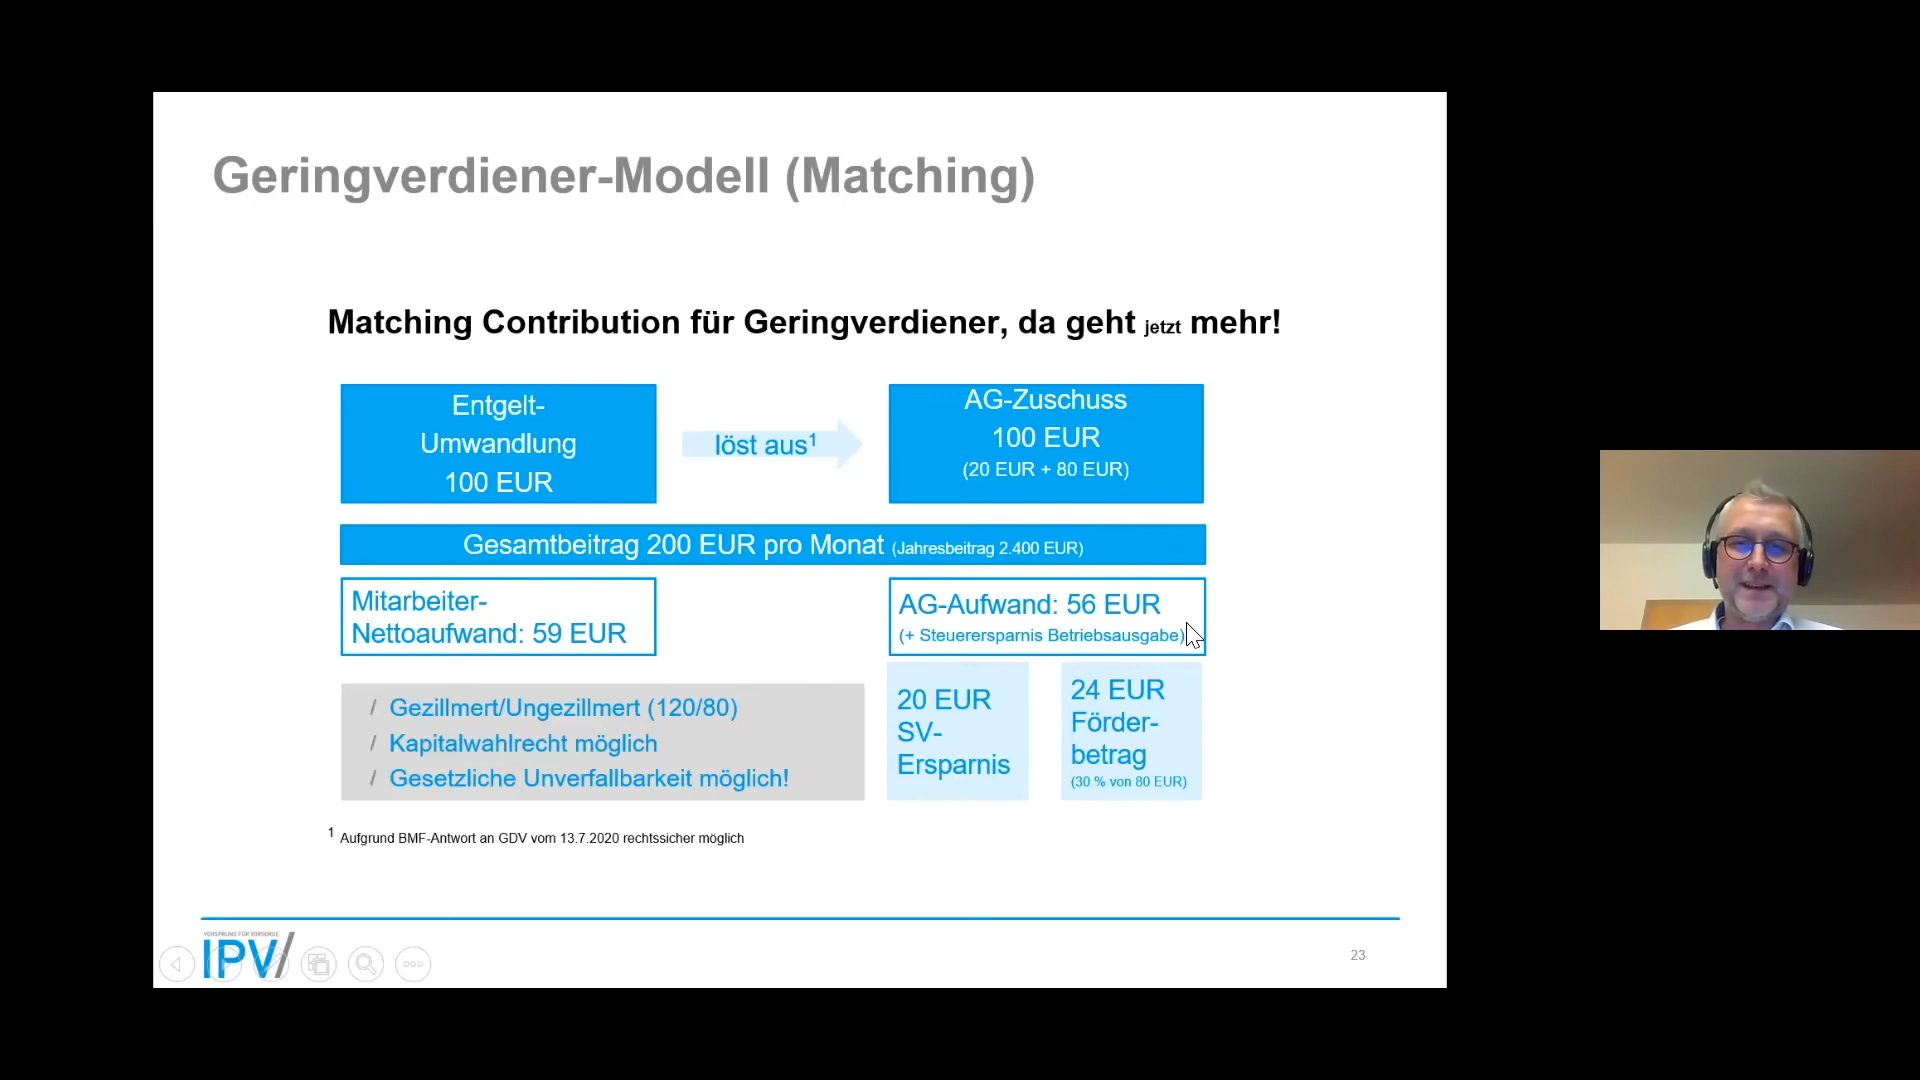 Geringverdiener-Modell (Matching)
Matching Contribution für Geringverdiener, da geht jetzt mehr!
Entgelt-
Umwandlung
100 EUR
löst aus¹
AG-Zuschuss
100 EUR
(20 EUR + 80 EUR)
Gesamtbeitrag 200 EUR pro Monat (Jahresbeitrag 2.400 EUR)
Mitarbeiter-
Nettoaufwand: 59 EUR
AG-Aufwand: 56 EUR
(+ Steuerersparnis Betriebsausgabe)
/ Gezillmert/Ungezillmert (120/80)
/ Kapitalwahlrecht möglich
/ Gesetzliche Unverfallbarkeit möglich!
20 EUR
SV-
Ersparnis
24 EUR
Förder-
betrag
(30 % von 80 EUR)
1 Aufgrund BMF-Antwort an GDV vom 13.7.2020 rechtssicher möglich
VORSPRUNG FÜR VORSORGE
IPV/
23